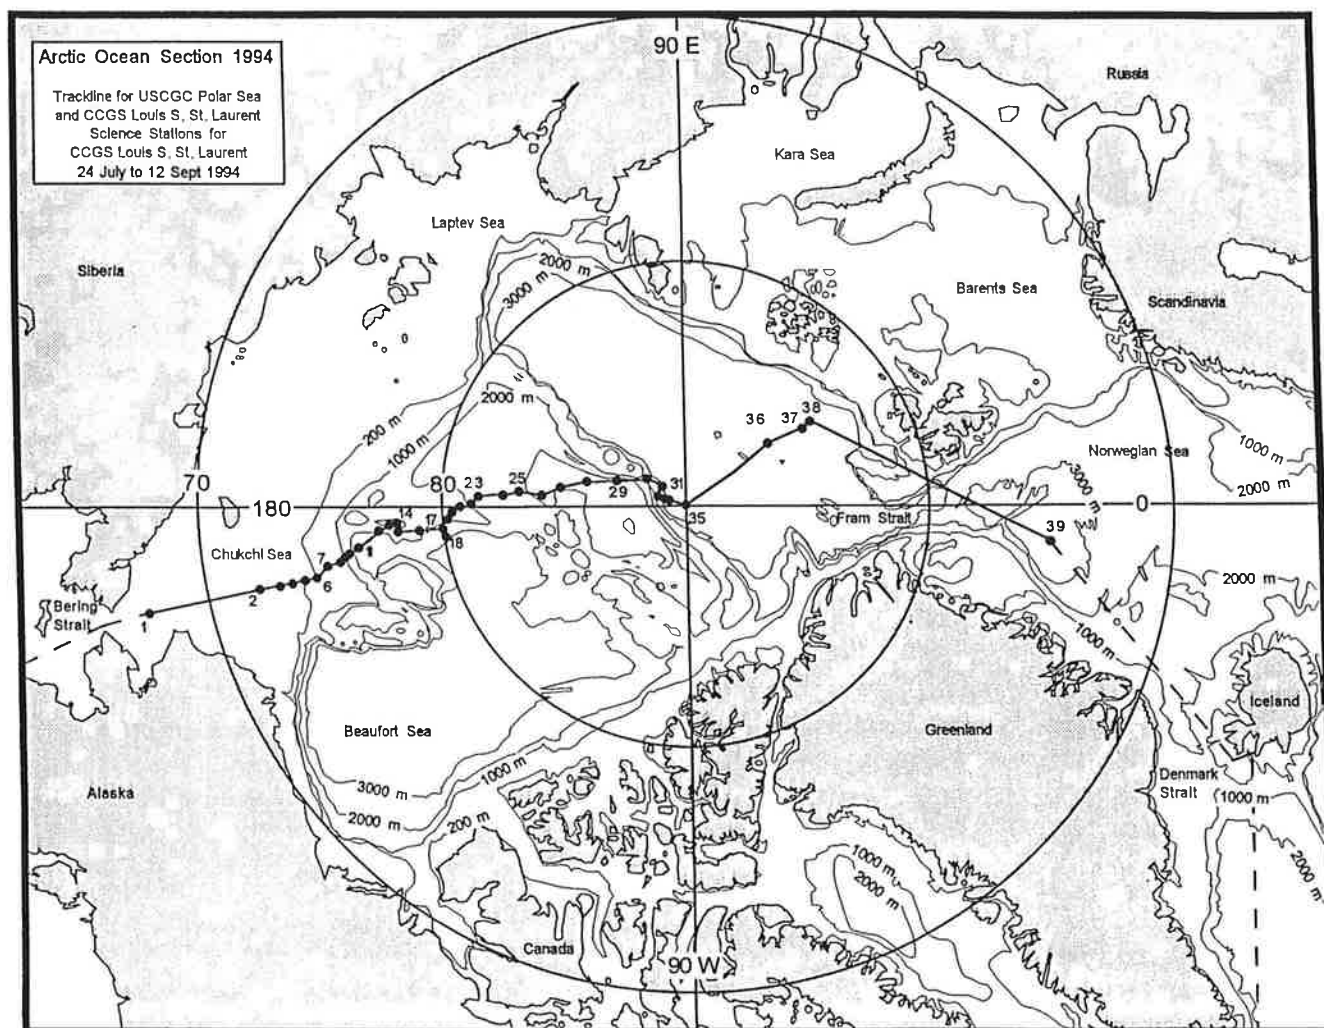 Arctic Ocean Section 1994
Trackline for USCGC Polar Sea
and CCGS Louis S, St, Laurent
Science Stations for
CCGS Louis S, St, Laurent
24 July to 12 Sept 1994
90 E
Russia
Kara Sea
Laptev Sea
Siberia
2000 m
3000 m
Barents Sea
Scandinavia
2000 m
200 m
1000 m
36
37
38
Norwegian Sea
1000 m
3000 m
2000 m
70
180
80
23
25
29
31
35
0
14
17
18
Fram Strait
39
Chukchi Sea
7
6
2
1
Bering
Strait
2000 m
1000 m
Iceland
Beaufort Sea
Greenland
Alaska
3000 m
2000 m
1000 m
200 m
Denmark
Strait
1000 m
2000 m
1000 m
2000 m
Canada
90 W